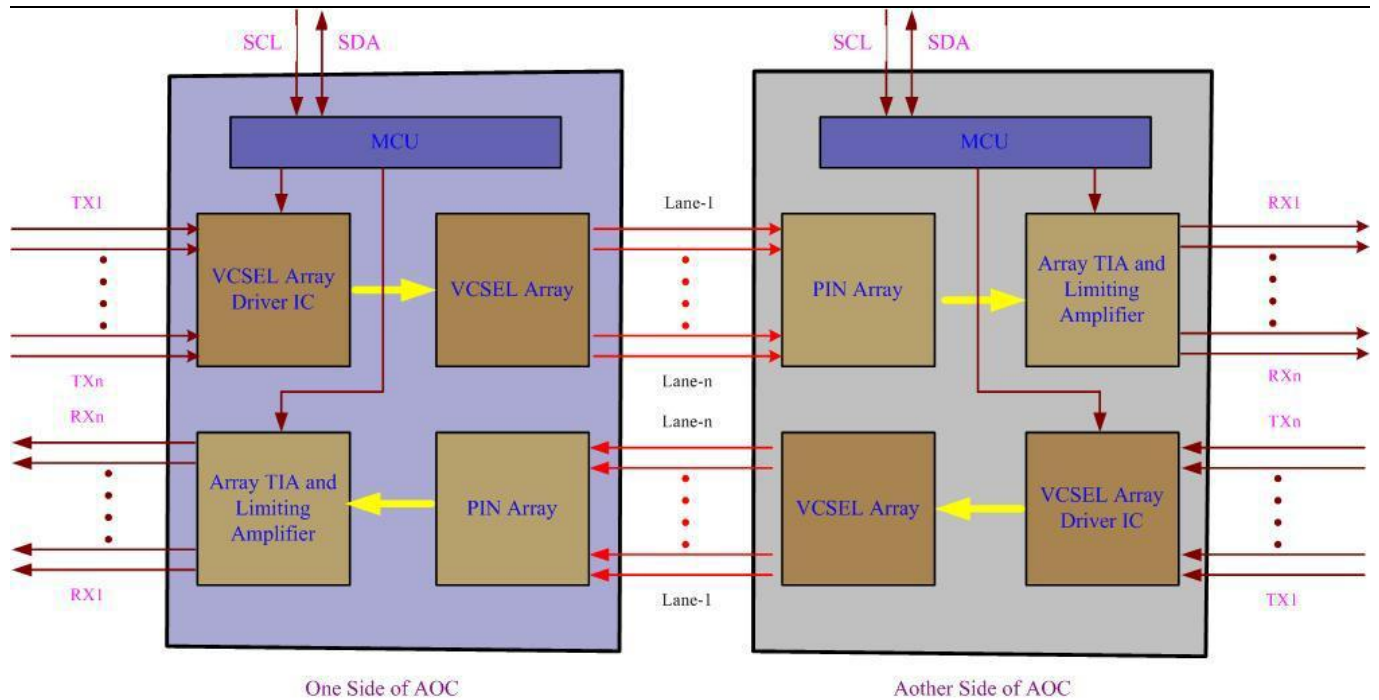 SCL SDA
SCL SDA
MCU
MCU
TX1
Lane-1
RX1
VCSEL Array
Driver IC
VCSEL Array
PIN Array
Array TIA and
Limiting
Amplifier
TXn
Lane-n
RXn
RXn
Lane-n
TXn
Array TIA and
Limiting
Amplifier
PIN Array
VCSEL Array
VCSEL Array
Driver IC
RX1
Lane-1
TX1
One Side of AOC
Aother Side of AOC